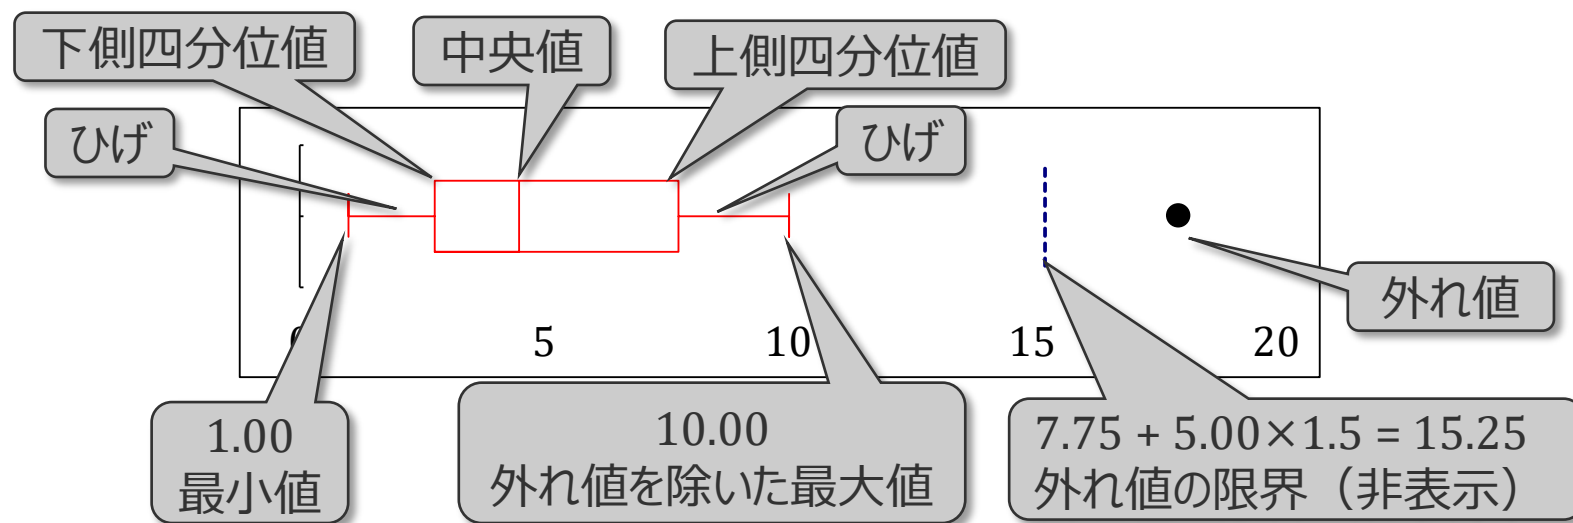 下側四分位値
中央値
上側四分位値
ひげ
ひげ
外れ値
5
10
15
20
1.00
最小値
10.00
外れ値を除いた最大値
7.75 + 5.00×1.5 = 15.25
外れ値の限界（非表示）